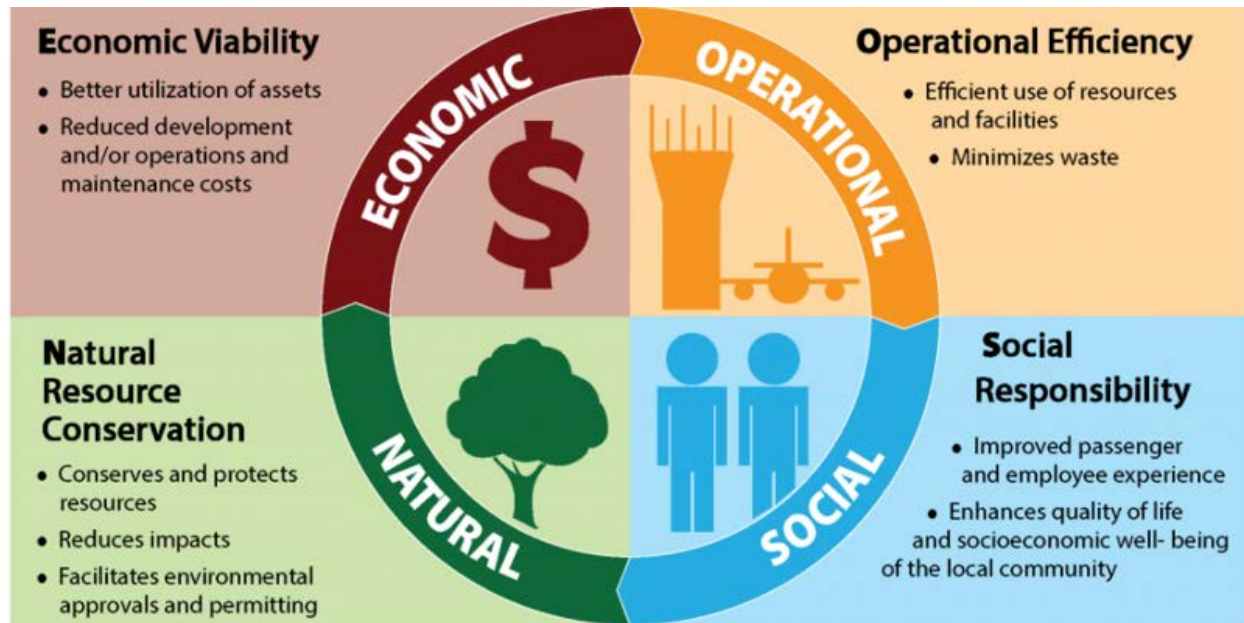 Economic Viability
• Better utilization of assets
• Reduced development
and/or operations and
maintenance costs
ECONOMIC
$
OPERATIONAL
Operational Efficiency
• Efficient use of resources
and facilities
• Minimizes waste
Natural
Resource
Conservation
• Conserves and protects
resources
• Reduces impacts
• Facilitates environmental
approvals and permitting
NATURAL
SOCIAL
Social
Responsibility
• Improved passenger
and employee experience
• Enhances quality of life
and socioeconomic well- being
of the local community